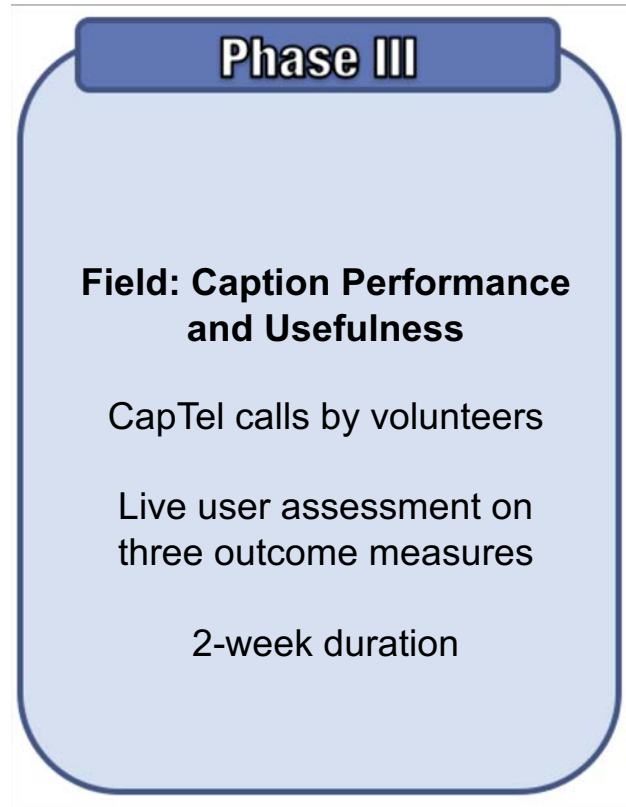 Phase III
Field: Caption Performance
and Usefulness
CapTel calls by volunteers
Live user assessment on
three outcome measures
2-week duration